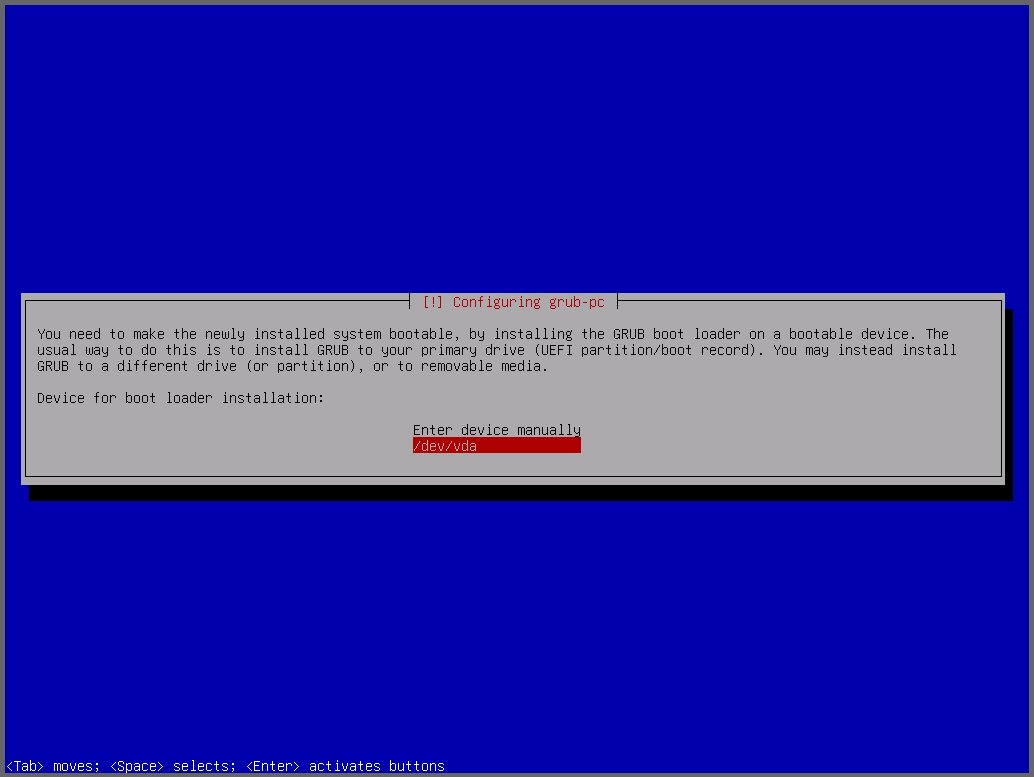 [!] Configuring grub-pc
You need to make the newly installed system bootable, by installing the GRUB boot loader on a bootable device. The
usual way to do this is to install GRUB to your primary drive (UEFI partition/boot record). You may instead install
GRUB to a different drive (or partition), or to removable media.
Device for boot loader installation:
Enter device manually
/dev/vda
<Tab> moves; <Space> selects; <Enter> activates buttons